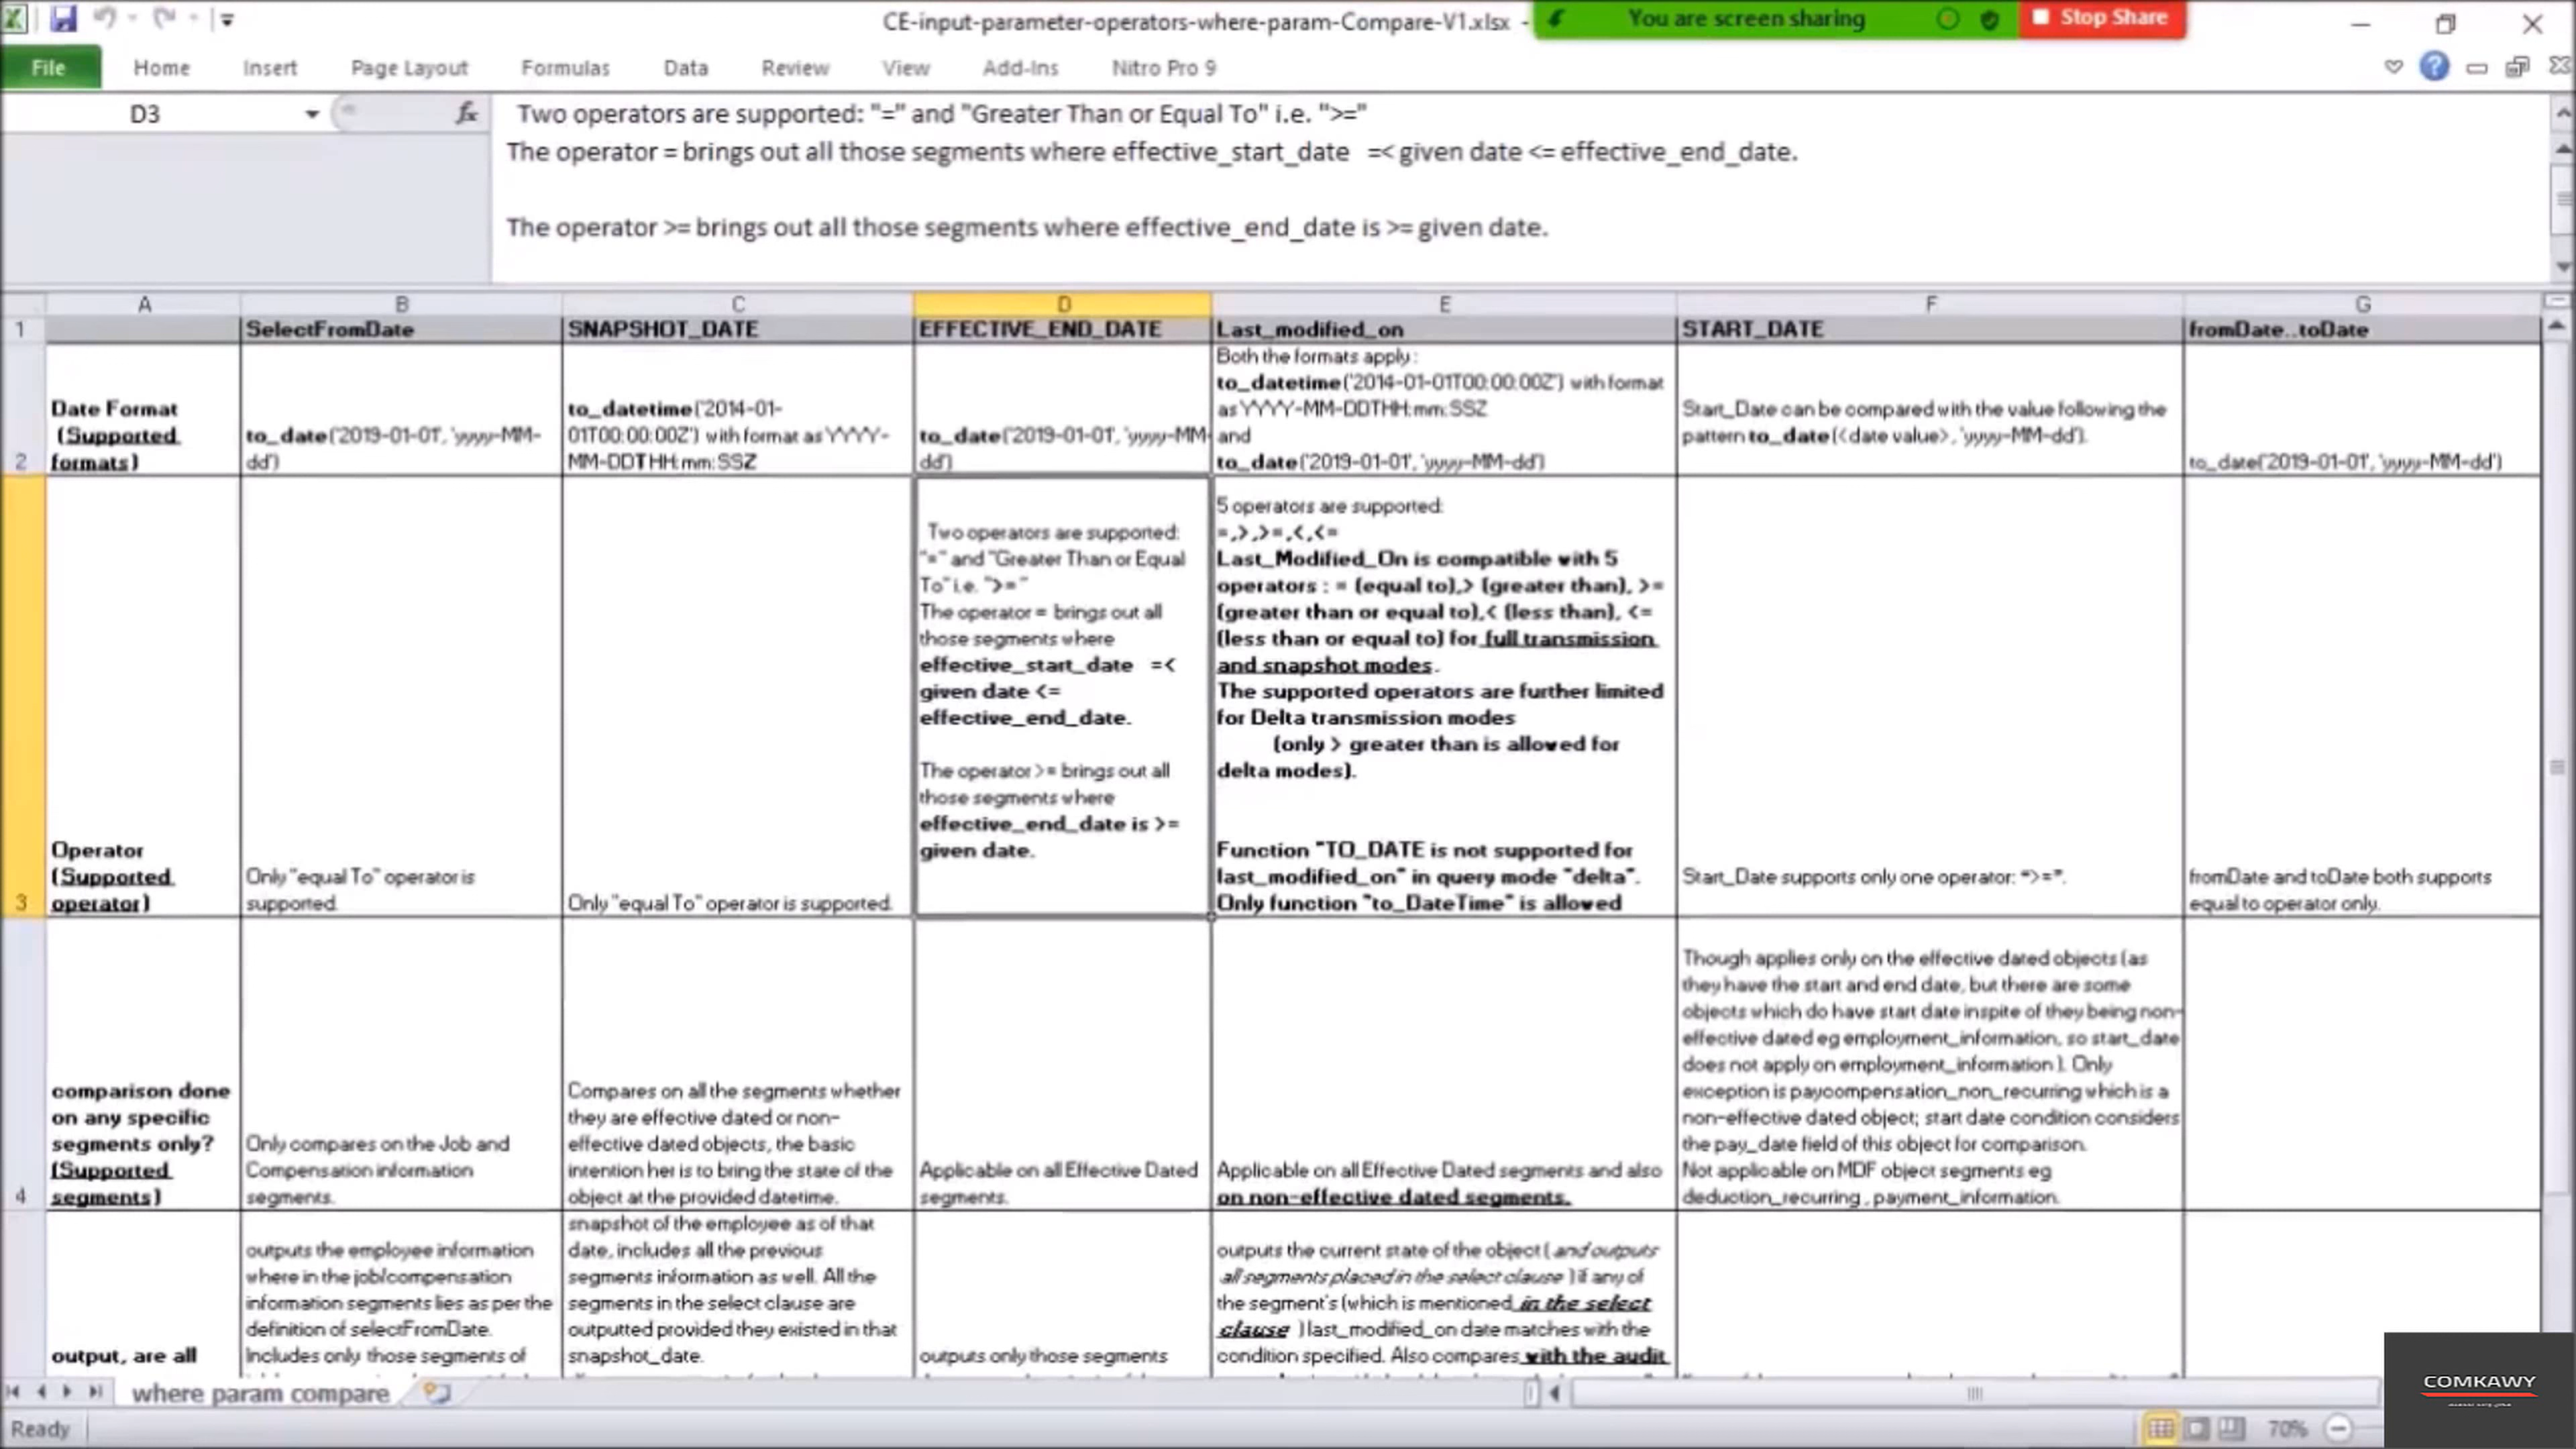 CE-input-parameter-operators-where-param-Compare-V1.xlsx -
You are screen sharing
Stop Share
File
Home
Insert
Page Layout
Formulas
Data
Review
View
Add-Ins
Nitro Pro 9
D3
fx
Two operators are supported: "=" and "Greater Than or Equal To" i.e. ">="
The operator = brings out all those segments where effective_start_date =< given date <= effective_end_date.
The operator >= brings out all those segments where effective_end_date is >= given date.
A
B
C
D
E
F
G
1
SelectFromDate
SNAPSHOT_DATE
EFFECTIVE_END_DATE
Last_modified_on
START_DATE
fromDate..toDate
2
Date Format
(Supported
formats)
to_date('2019-01-01', 'yyyy-MM-
dd')
to_datetime('2014-01-
01T00:00:00Z') with format as YYYY-
MM-DDTHH:mm:SSZ
to_date('2019-01-01', 'yyyy-MM-
dd')
Both the formats apply :
to_datetime('2014-01-01T00:00:00Z') with format
as YYYY-MM-DDTHH:mm:SSZ
and
to_date('2019-01-01', 'yyyy-MM-dd')
Start_Date can be compared with the value following the
pattern to_date(<date value>, 'yyyy-MM-dd').
to_date('2019-01-01', 'yyyy-MM-dd')
3
Operator
(Supported
operator)
Only "equal To" operator is
supported.
Only "equal To" operator is supported.
Two operators are supported:
"=" and "Greater Than or Equal
To" i.e. ">="
The operator = brings out all
those segments where
effective_start_date =<
given date <=
effective_end_date.
The operator >= brings out all
those segments where
effective_end_date is >=
given date.
5 operators are supported:
=,>,>=,<,<=
Last_Modified_On is compatible with 5
operators : = (equal to),> (greater than), >=
(greater than or equal to),< (less than), <=
(less than or equal to) for full transmission
and snapshot modes.
The supported operators are further limited
for Delta transmission modes
(only > greater than is allowed for
delta modes).
Function "TO_DATE is not supported for
last_modified_on" in query mode "delta".
Only function "to_DateTime" is allowed
Start_Date supports only one operator: ">=".
fromDate and toDate both supports
equal to operator only.
4
comparison done
on any specific
segments only?
(Supported
segments)
Only compares on the Job and
Compensation information
segments.
Compares on all the segments whether
they are effective dated or non-
effective dated objects, the basic
intention her is to bring the state of the
object at the provided datetime.
Applicable on all Effective Dated
segments.
Applicable on all Effective Dated segments and also
on non-effective dated segments.
Though applies only on the effective dated objects (as
they have the start and end date, but there are some
objects which do have start date inspite of they being non-
effective dated eg employment_information, so start_date
does not apply on employment_information ). Only
exception is paycompensation_non_recurring which is a
non-effective dated object; start date condition considers
the pay_date field of this object for comparison.
Not applicable on MDF object segments eg
deduction_recurring , payment_information.
output, are all
outputs the employee information
where in the job/compensation
information segments lies as per the
definition of selectFromDate.
Includes only those segments of
snapshot of the employee as of that
date, includes all the previous
segments information as well. All the
segments in the select clause are
outputted provided they existed in that
snapshot_date.
outputs only those segments
outputs the current state of the object ( and outputs
all segments placed in the select clause ) if any of
the segment's (which is mentioned in the select
clause ) last_modified_on date matches with the
condition specified. Also compares with the audit
where param compare
Ready
70%
COMKAWY